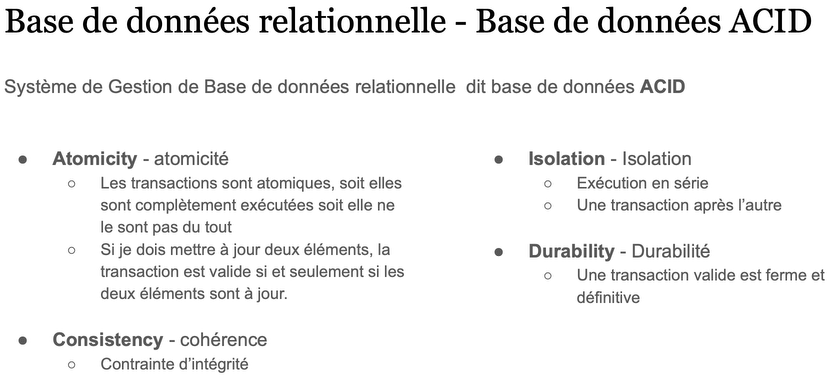 Base de données relationnelle - Base de données ACID
Système de Gestion de Base de données relationnelle dit base de données ACID
● Atomicity - atomicité
○ Les transactions sont atomiques, soit elles
sont complètement exécutées soit elle ne
le sont pas du tout
○ Si je dois mettre à jour deux éléments, la
transaction est valide si et seulement si les
deux éléments sont à jour.
● Consistency - cohérence
○ Contrainte d’intégrité
● Isolation - Isolation
○ Exécution en série
○ Une transaction après l’autre
● Durability - Durabilité
○ Une transaction valide est ferme et
définitive